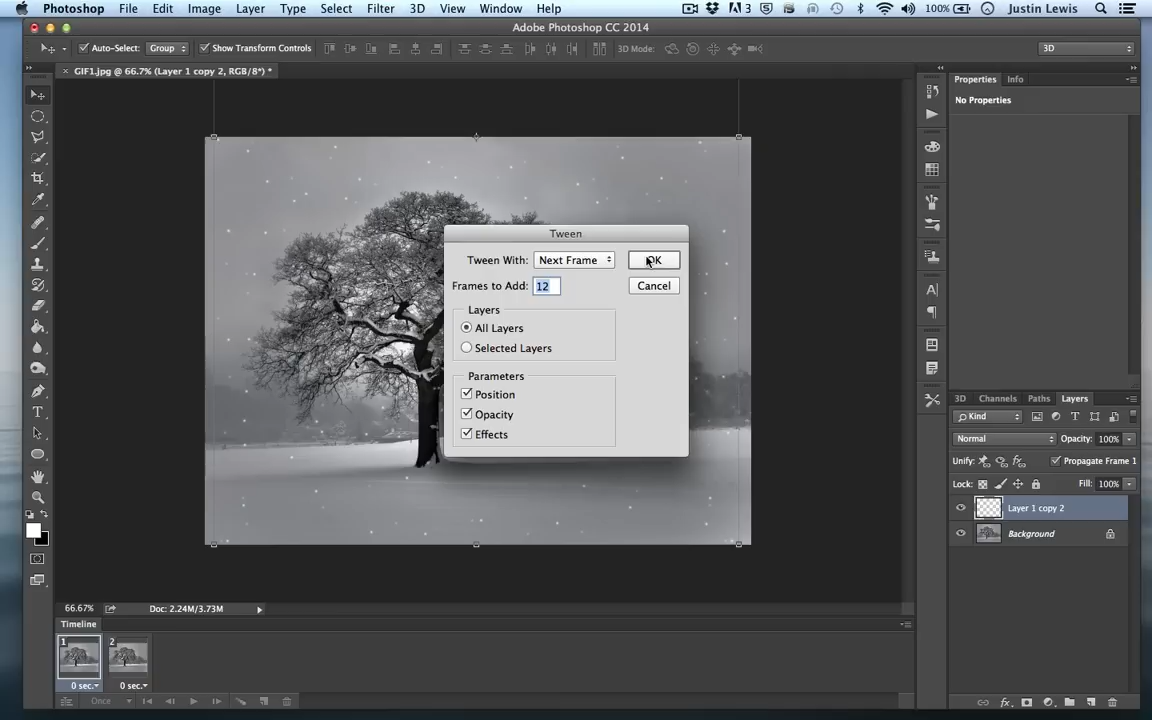 Photoshop File Edit Image Layer Type Select Filter 3D View Window Help 3 5 100% Justin Lewis
Adobe Photoshop CC 2014
Auto-Select: Group Show Transform Controls 3D Mode: 3D
× GIF1.jpg @ 66.7% (Layer 1 copy 2, RGB/8*) *
Properties Info
No Properties
Tween
Tween With: Next Frame OK
Frames to Add: 12 Cancel
Layers
All Layers
Selected Layers
Parameters
Position
Opacity
Effects
3D Channels Paths Layers
Kind
Normal Opacity: 100%
Unify: Propagate Frame 1
Lock: Fill: 100%
Layer 1 copy 2
Background
66.67% Doc: 2.24M/3.73M
Timeline
1 2
0 sec. 0 sec.
Once